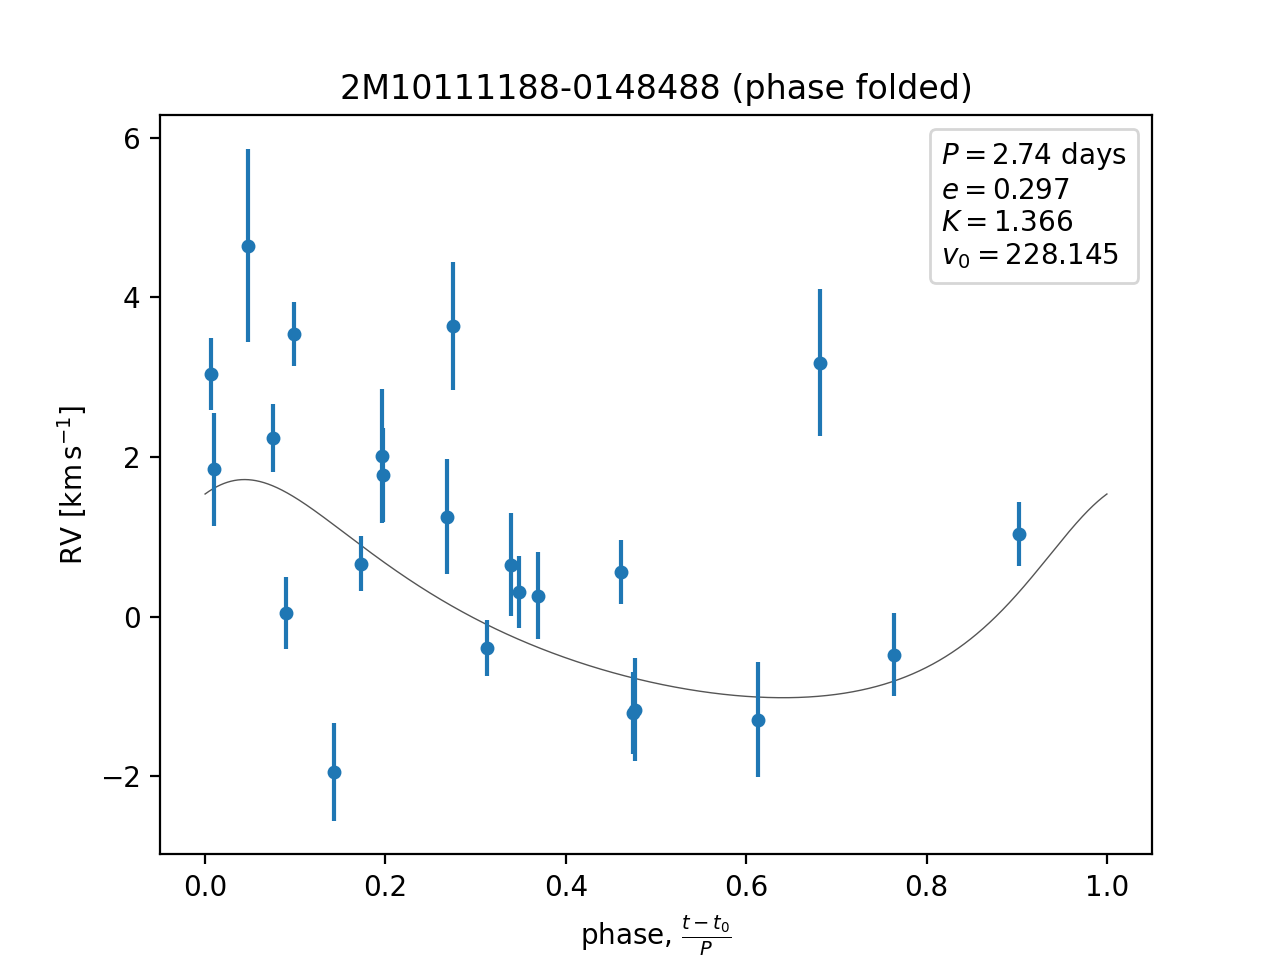 2M10111188-0148488 (phase folded)
P = 2.74 days
e = 0.297
K = 1.366
v₀ = 228.145
6
4
2
0
−2
RV [km s⁻¹]
0.0 0.2 0.4 0.6 0.8 1.0
phase, (t − t₀)/P